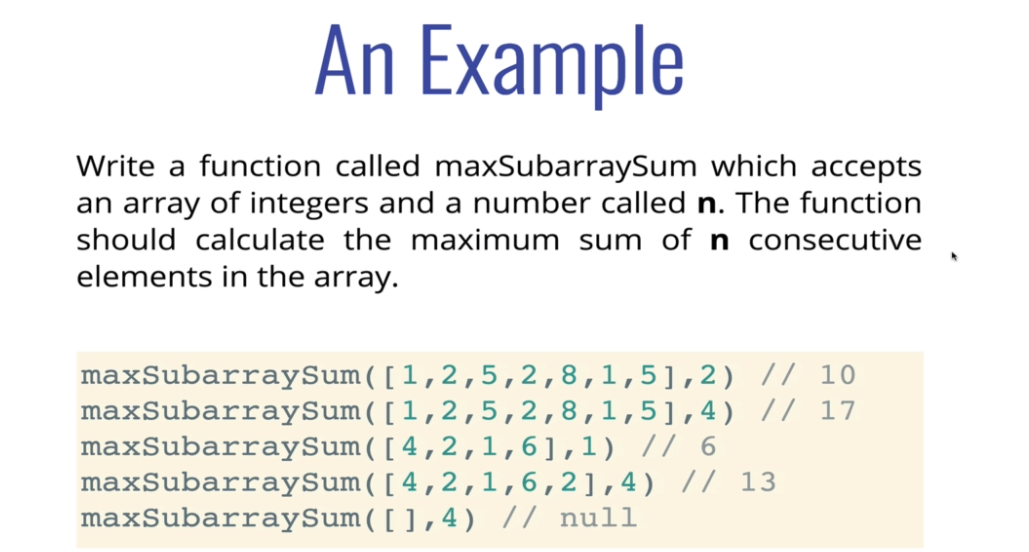 An Example
Write a function called maxSubarraySum which accepts
an array of integers and a number called n. The function
should calculate the maximum sum of n consecutive
elements in the array.
maxSubarraySum([1,2,5,2,8,1,5],2) // 10
maxSubarraySum([1,2,5,2,8,1,5],4) // 17
maxSubarraySum([4,2,1,6],1) // 6
maxSubarraySum([4,2,1,6,2],4) // 13
maxSubarraySum([],4) // null